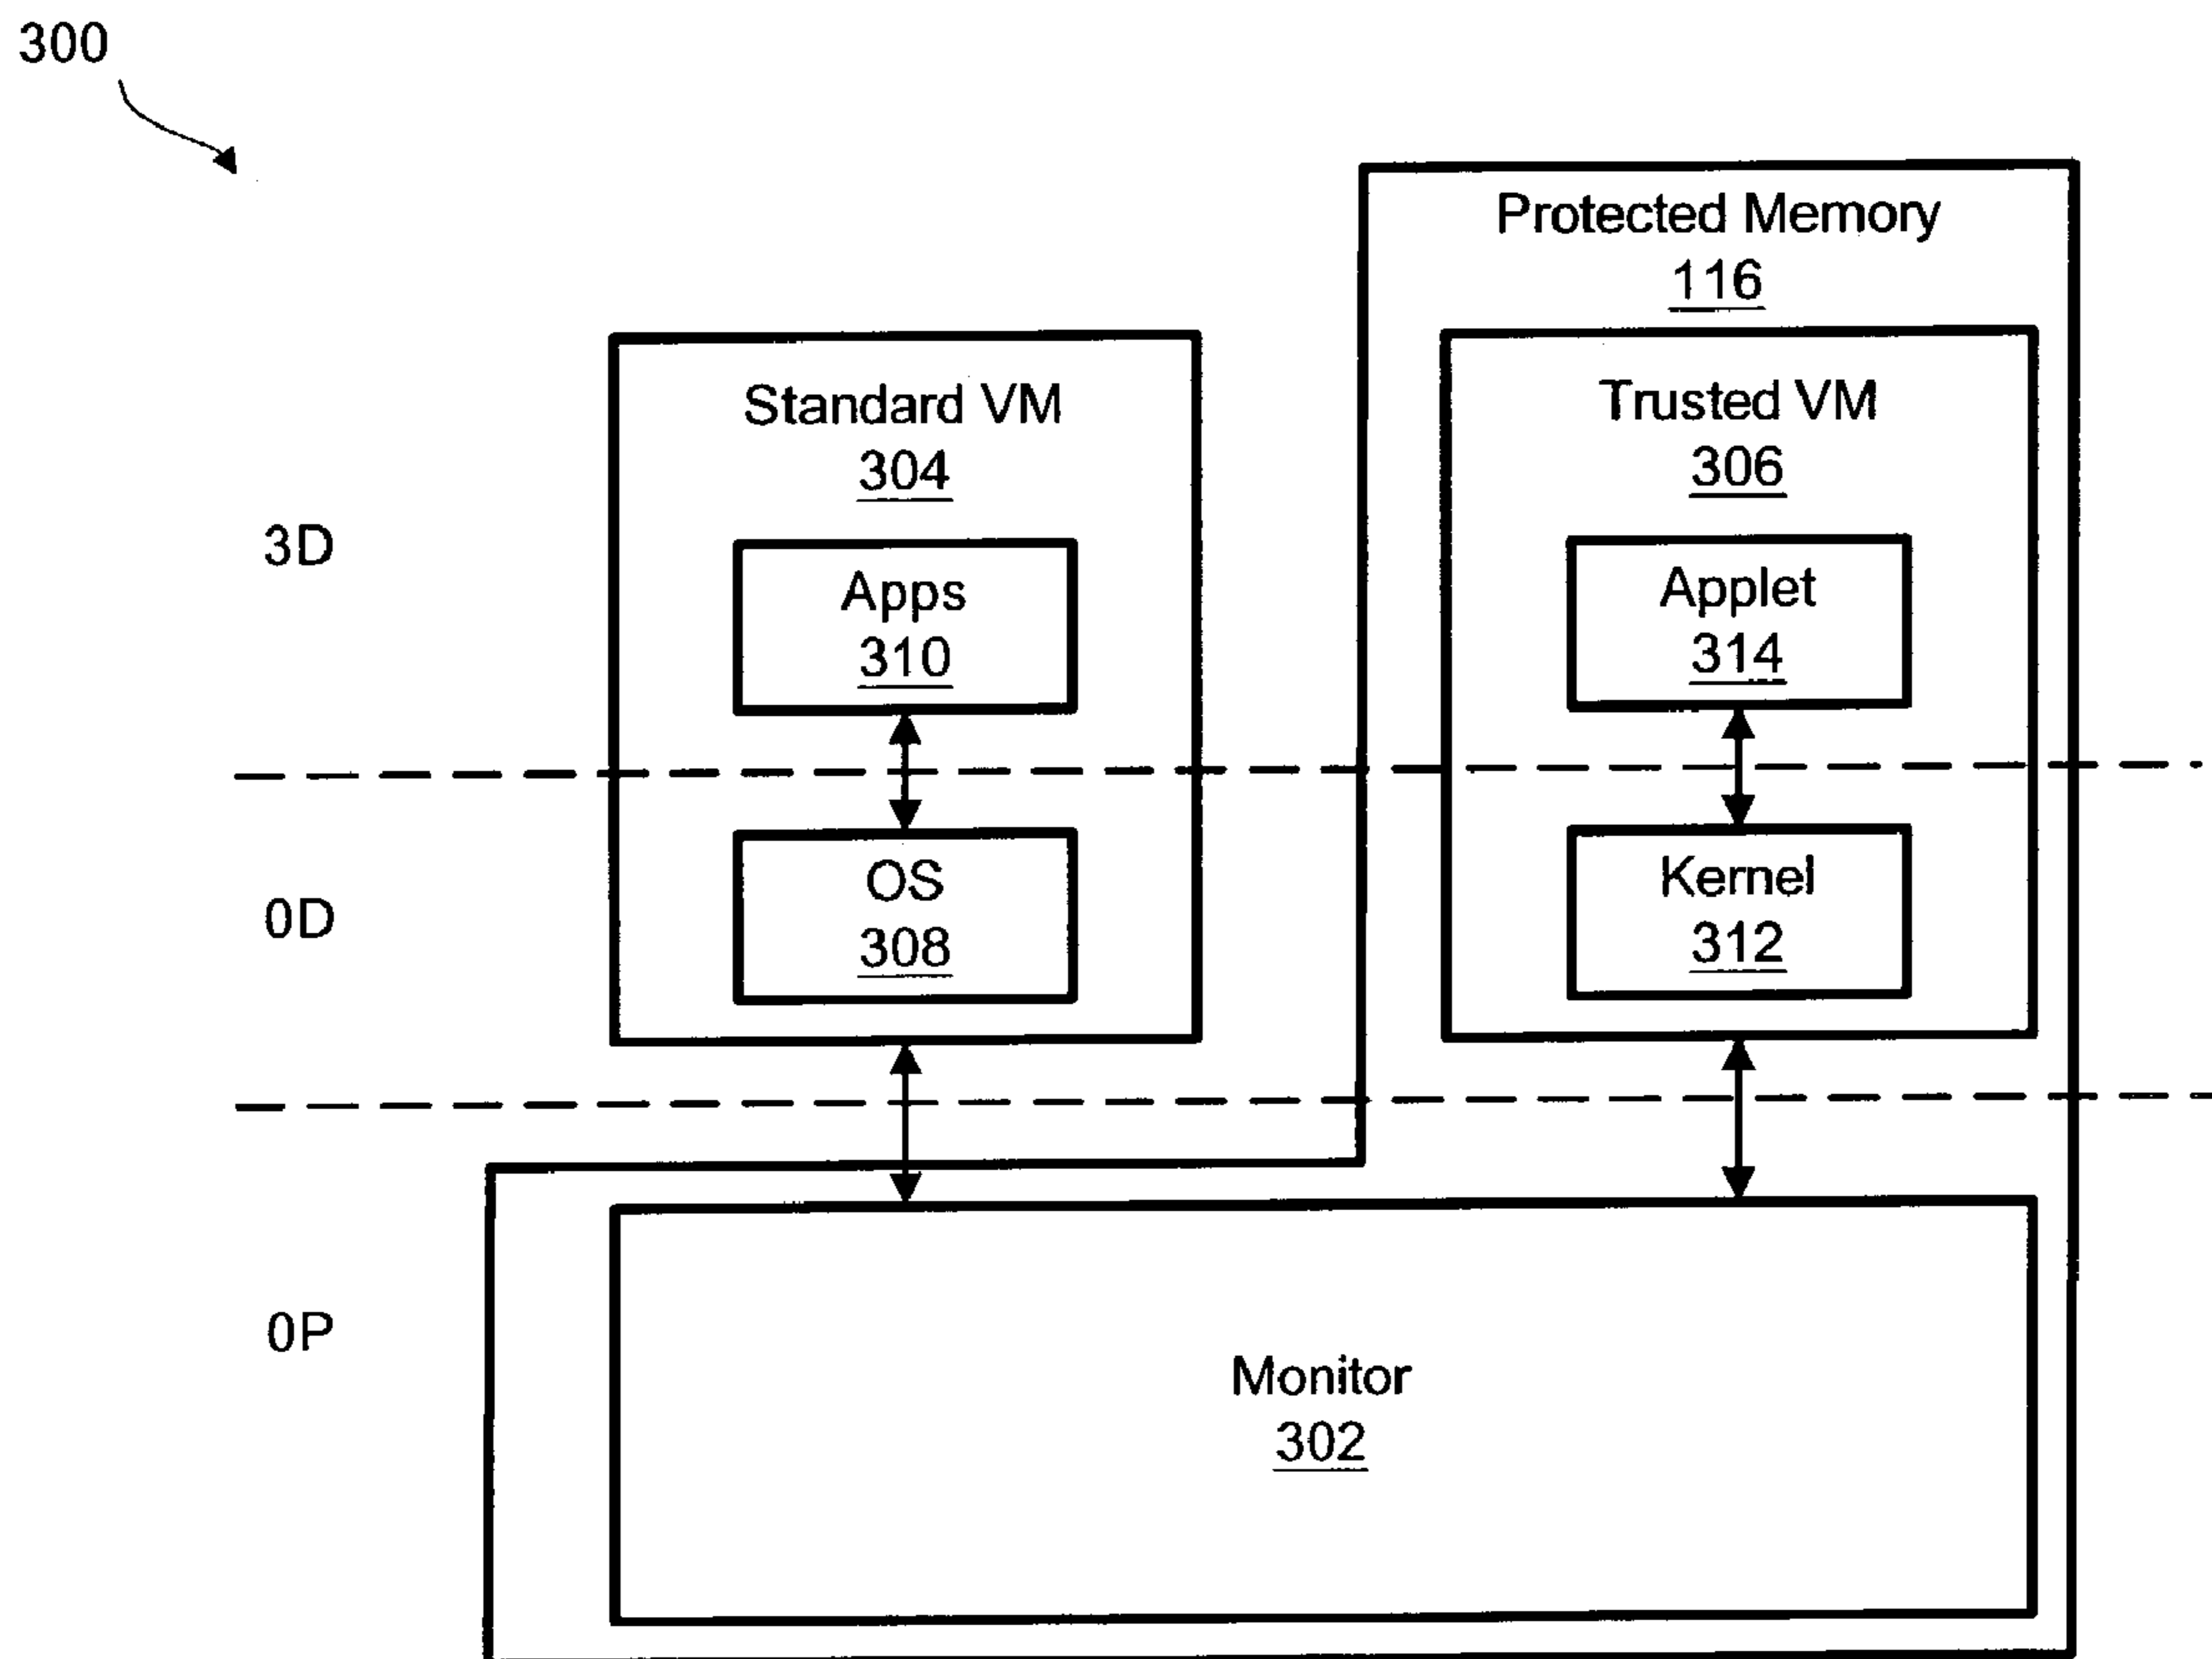 300
Protected Memory
116
Standard VM
304
Trusted VM
306
3D
Apps
310
Applet
314
0D
OS
308
Kernel
312
0P
Monitor
302